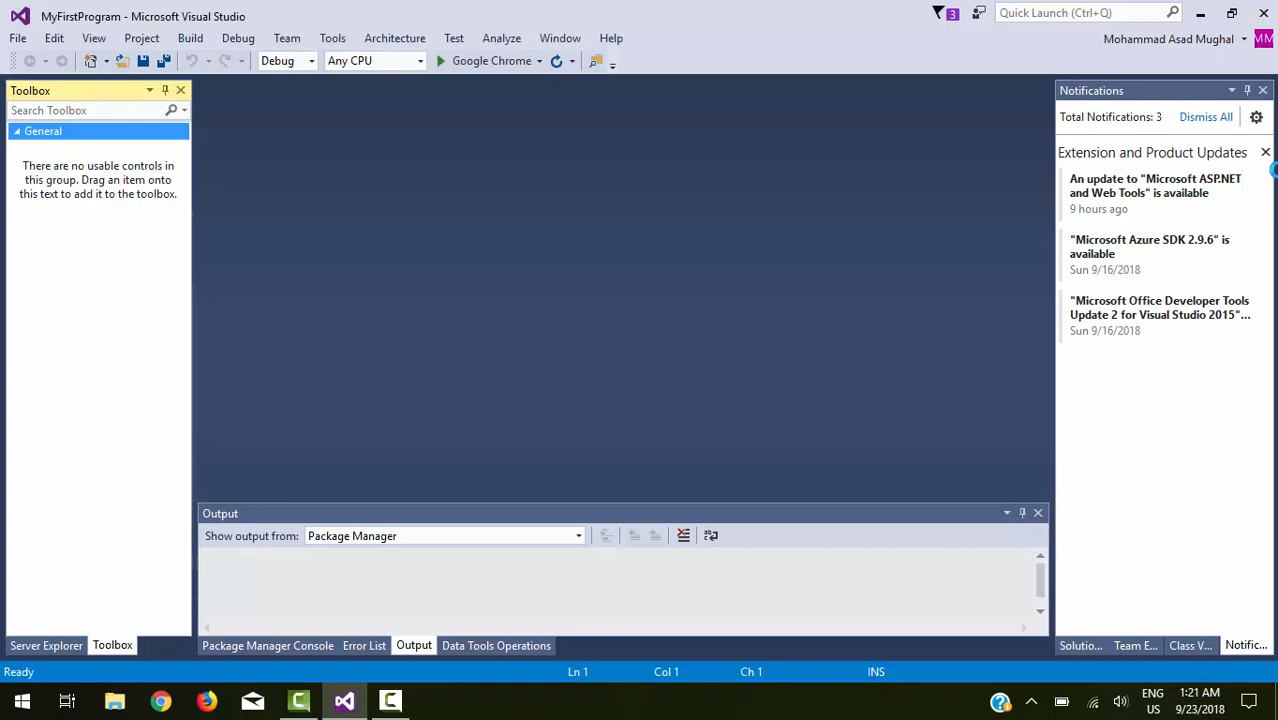 MyFirstProgram - Microsoft Visual Studio
3
Quick Launch (Ctrl+Q)
File Edit View Project Build Debug Team Tools Architecture Test Analyze Window Help
Mohammad Asad Mughal
MM
Debug Any CPU Google Chrome
Toolbox
Search Toolbox
General
There are no usable controls in
this group. Drag an item onto
this text to add it to the toolbox.
Server Explorer Toolbox
Output
Show output from: Package Manager
Package Manager Console Error List Output Data Tools Operations
Notifications
Total Notifications: 3 Dismiss All
Extension and Product Updates
An update to "Microsoft ASP.NET
and Web Tools" is available
9 hours ago
"Microsoft Azure SDK 2.9.6" is
available
Sun 9/16/2018
"Microsoft Office Developer Tools
Update 2 for Visual Studio 2015"...
Sun 9/16/2018
Solutio... Team E... Class V... Notific...
Ready Ln 1 Col 1 Ch 1 INS
ENG
US
1:21 AM
9/23/2018